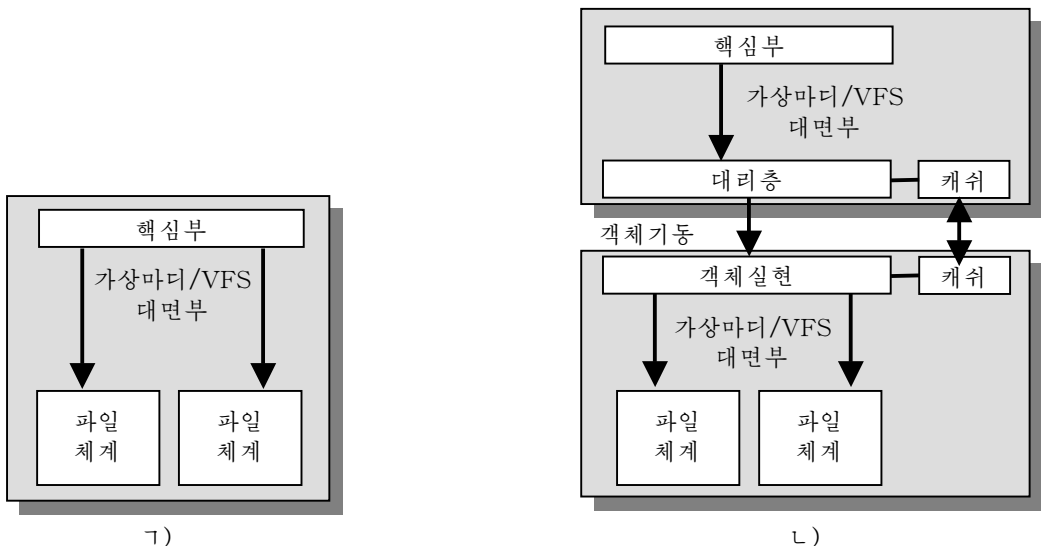 핵심부
가상마디/VFS
대면부
파일
체계
파일
체계
ㄱ)
핵심부
가상마디/VFS
대면부
대리층
캐쉬
객체기동
객체실현
캐쉬
가상마디/VFS
대면부
파일
체계
파일
체계
ㄴ)